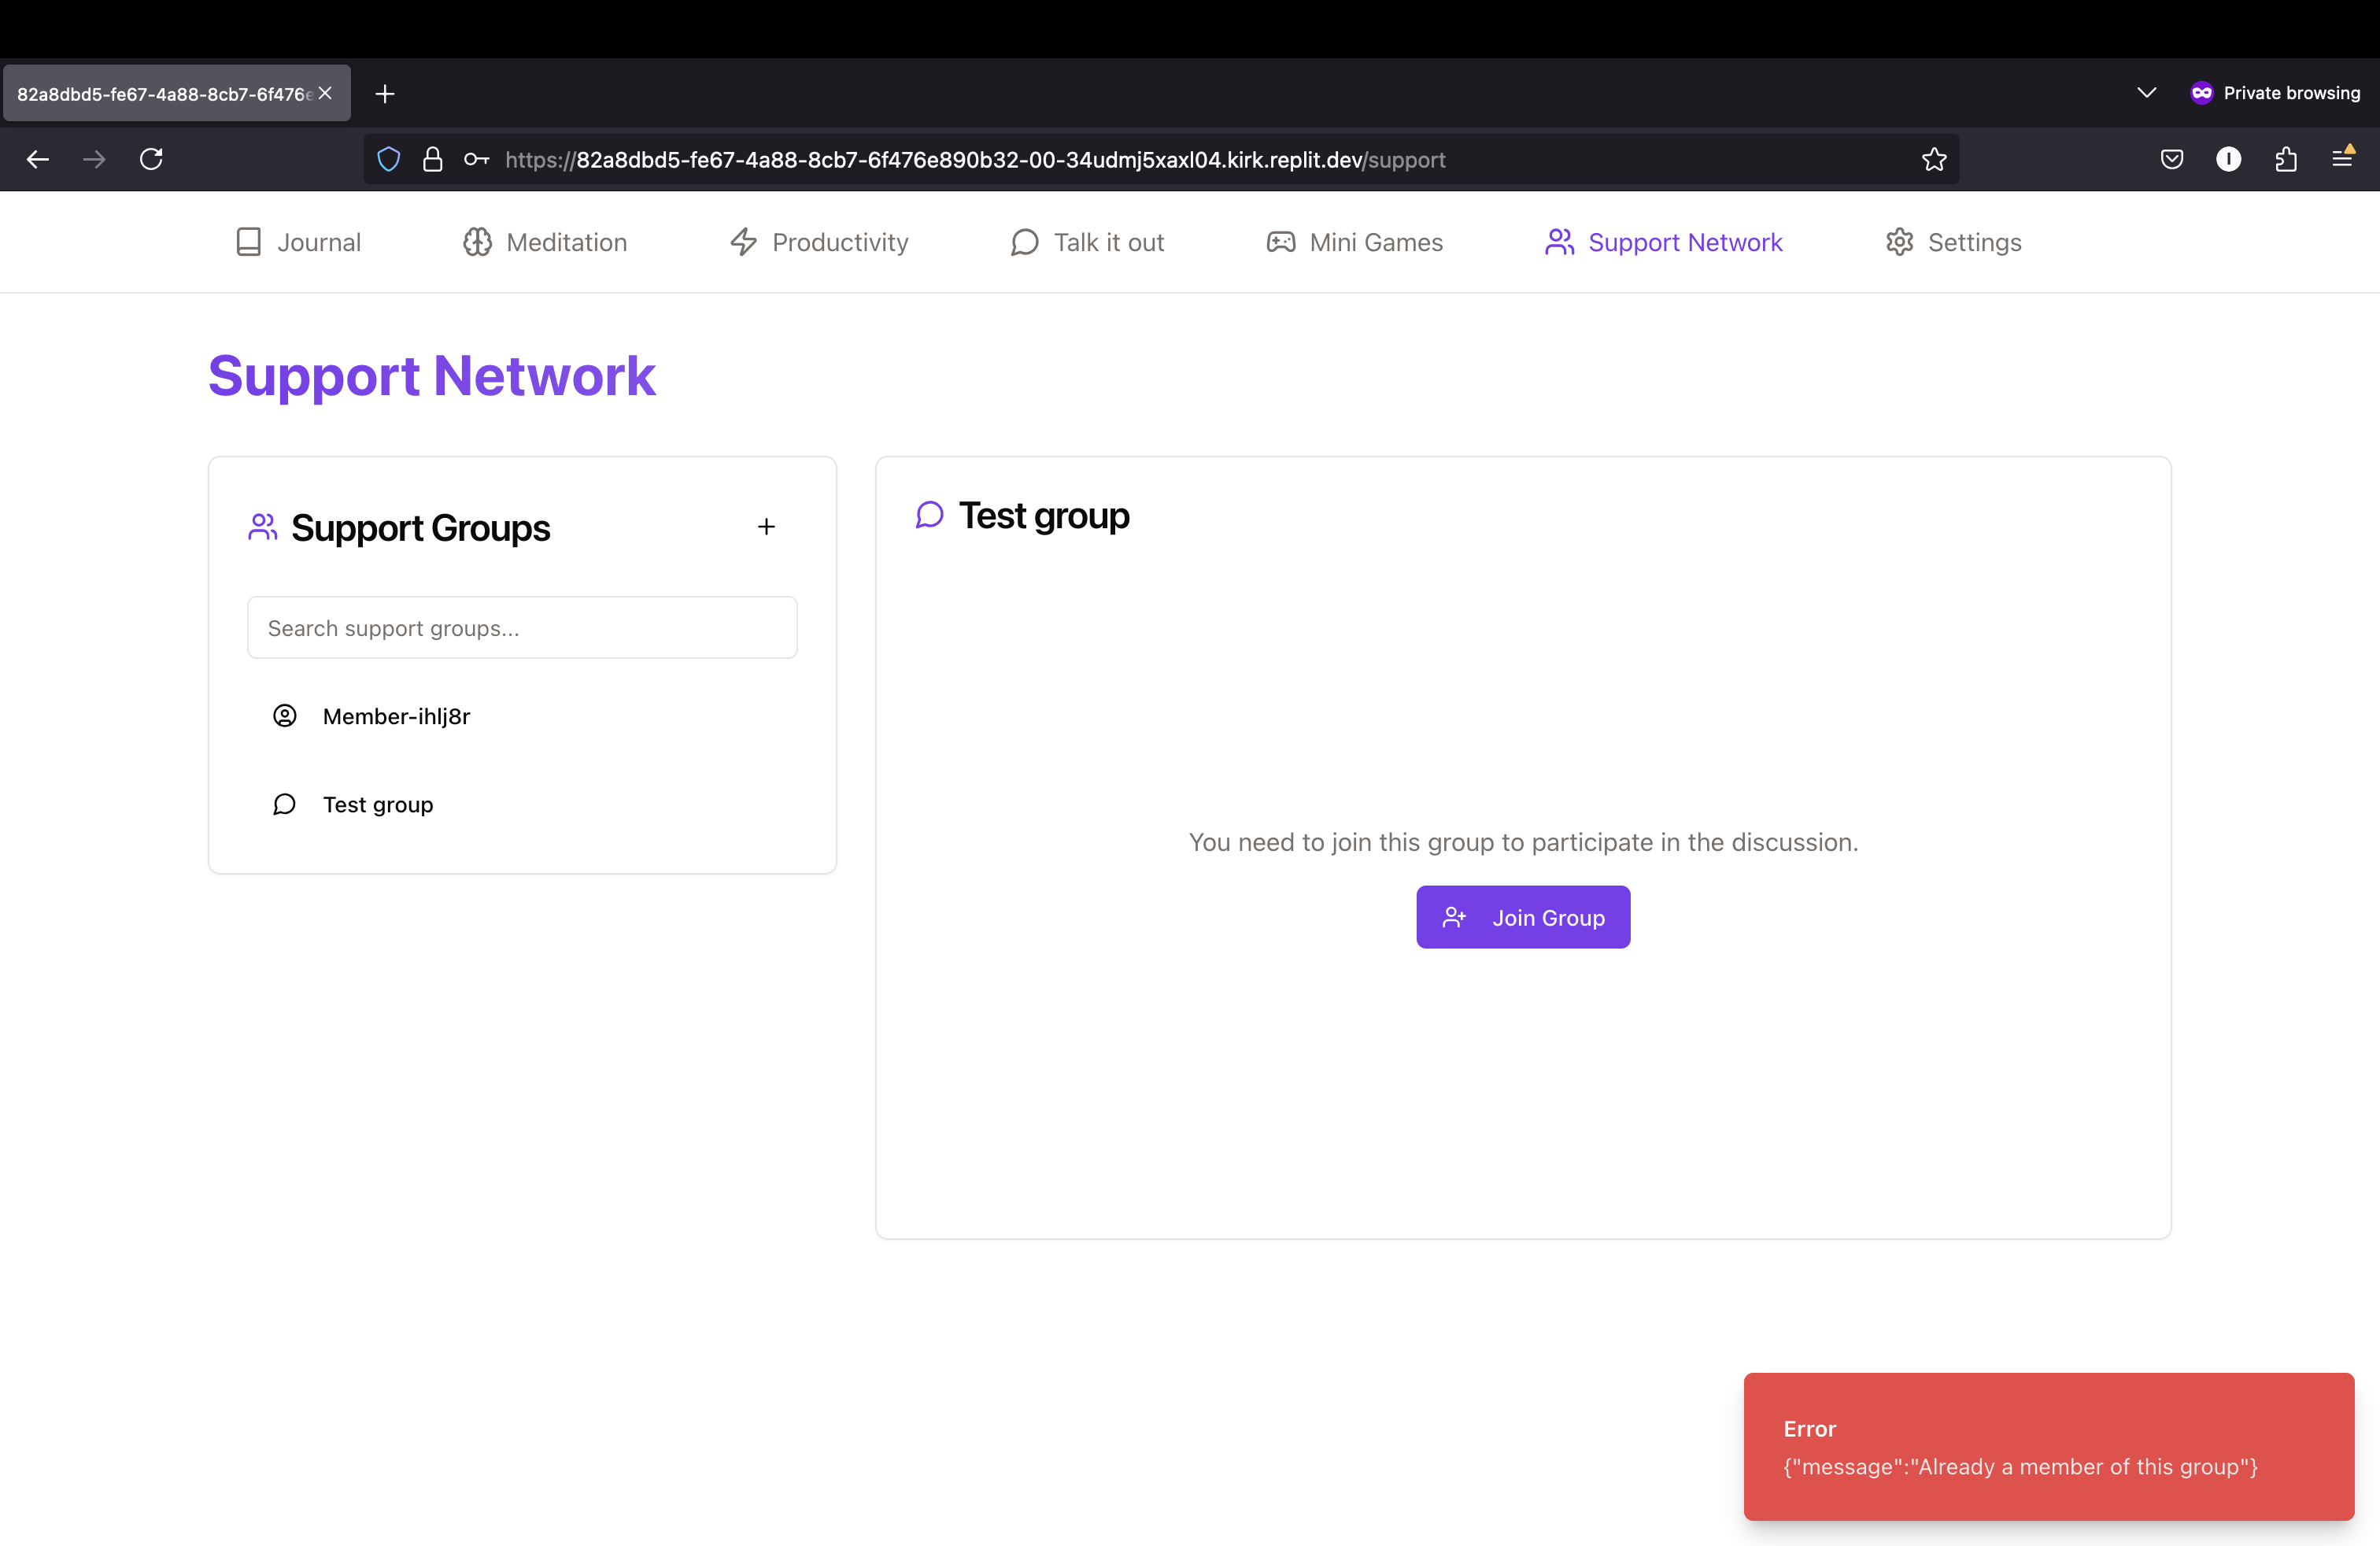 82a8dbd5-fe67-4a88-8cb7-6f476e
Private browsing
https://82a8dbd5-fe67-4a88-8cb7-6f476e890b32-00-34udmj5xaxl04.kirk.replit.dev/support
Journal
Meditation
Productivity
Talk it out
Mini Games
Support Network
Settings
Support Network
Support Groups
Search support groups...
Member-ihlj8r
Test group
Test group
You need to join this group to participate in the discussion.
Join Group
Error
{"message":"Already a member of this group"}